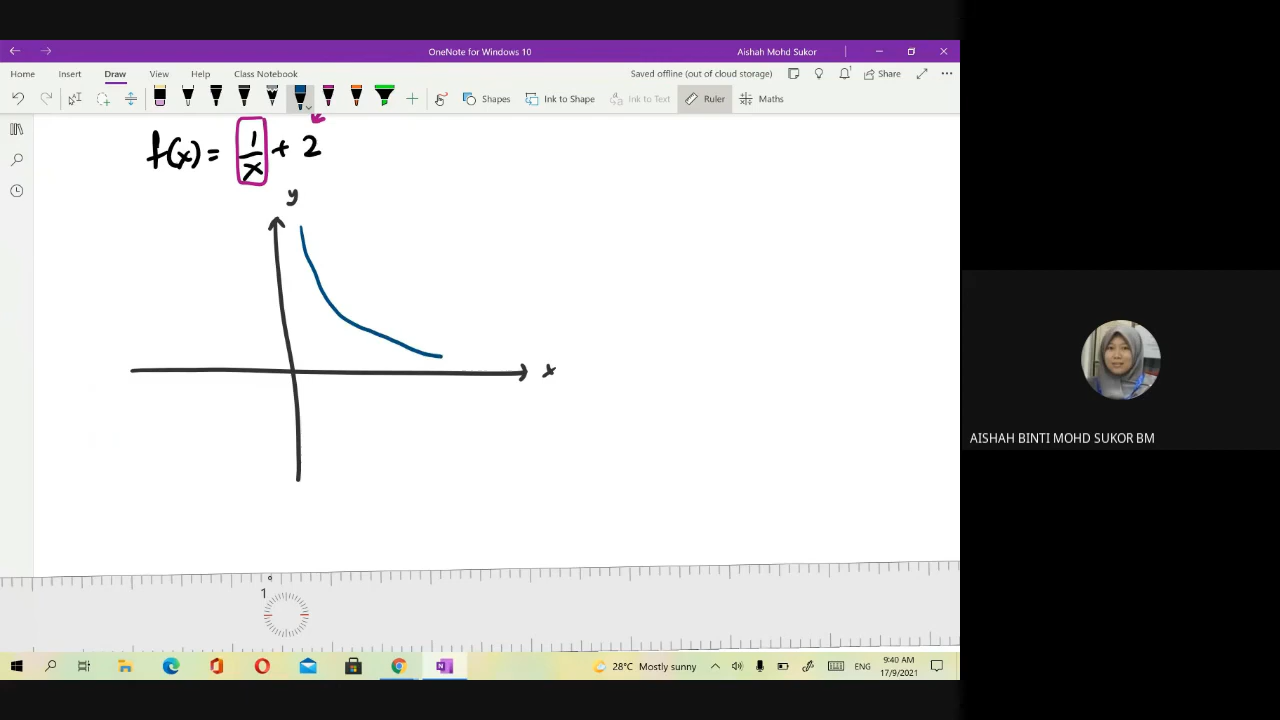 OneNote for Windows 10
Aishah Mohd Sukor
Home Insert Draw View Help Class Notebook
Saved offline (out of cloud storage) Share
Shapes Ink to Shape Ink to Text Ruler Maths
f(x) = 1/x + 2
y
x
AISHAH BINTI MOHD SUKOR BM
1
28°C Mostly sunny
ENG
9:40 AM
17/9/2021